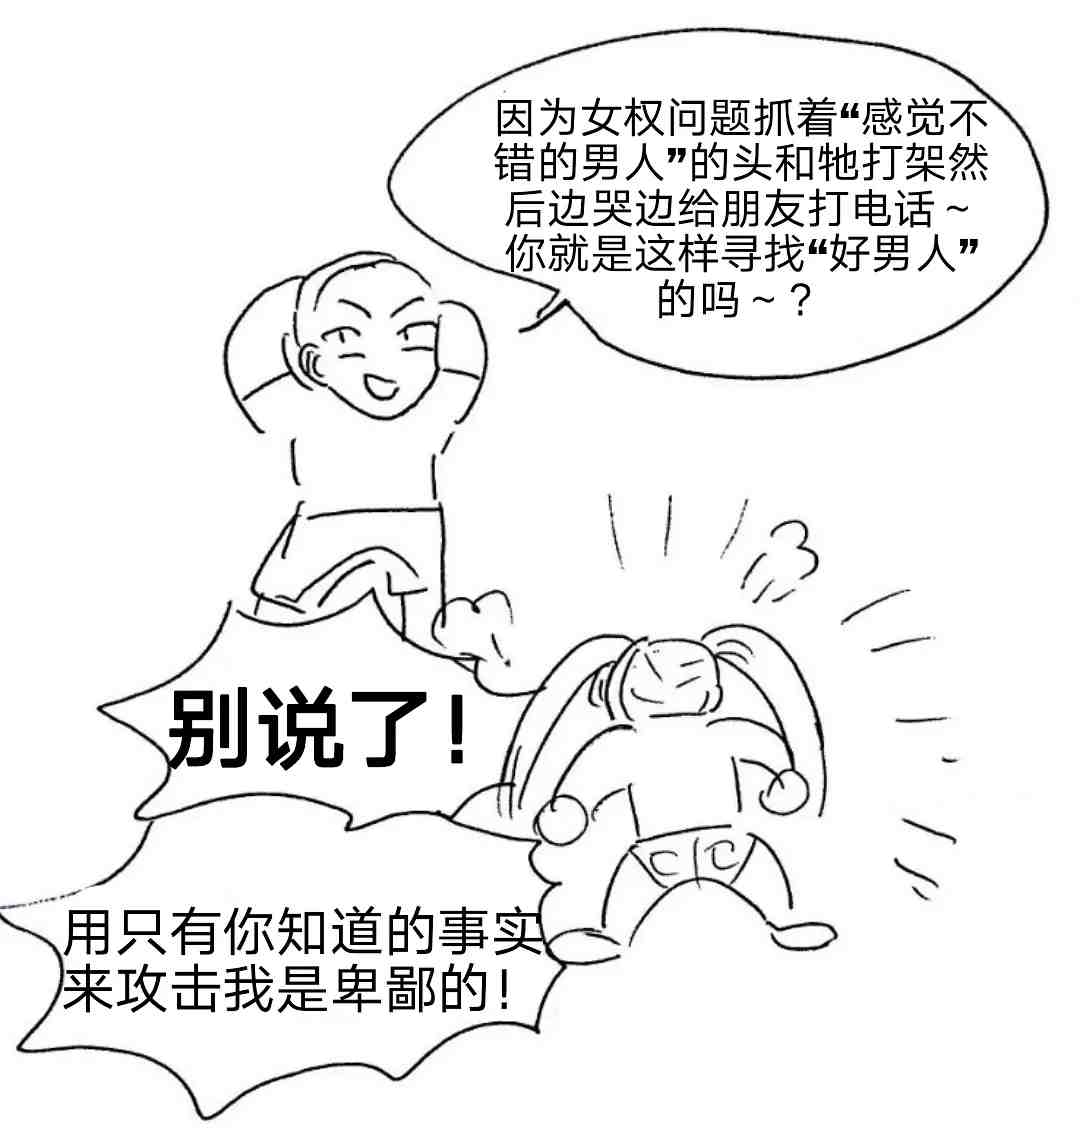 因为女权问题抓着“感觉不
错的男人”的头和牠打架然
后边哭边给朋友打电话～
你就是这样寻找“好男人”
的吗～？
别说了！
用只有你知道的事实
来攻击我是卑鄙的！